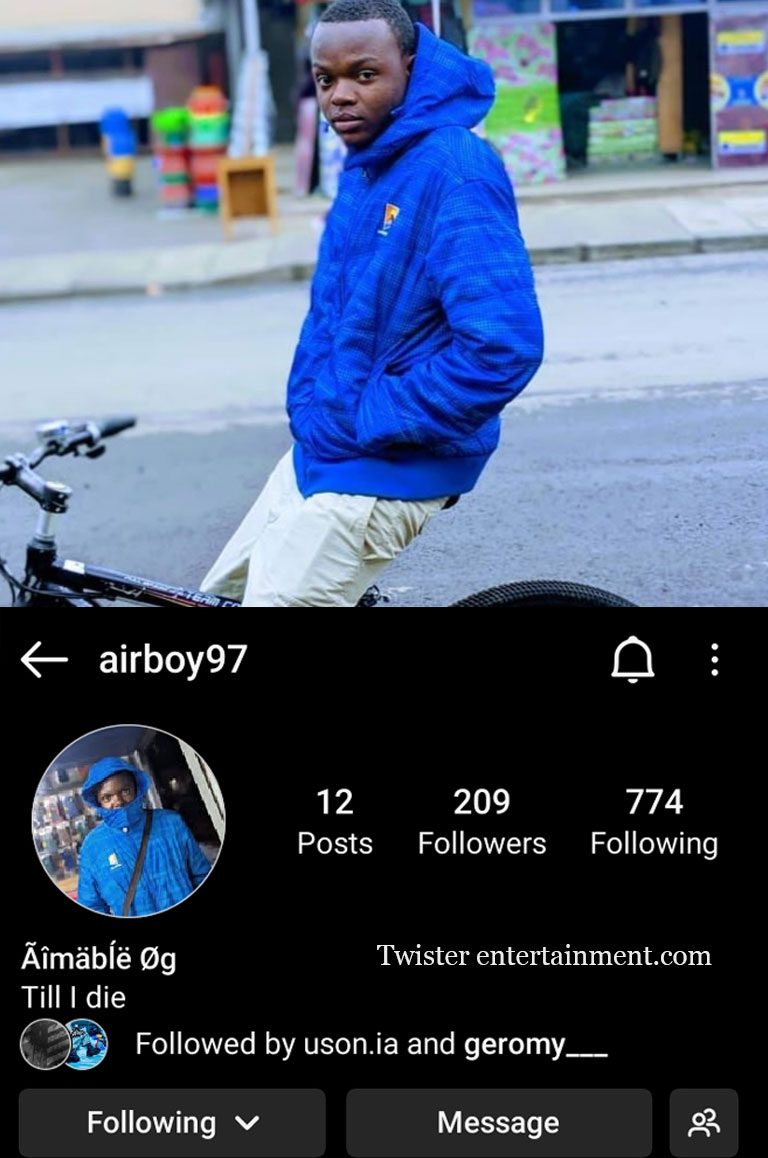 TEAM
airboy97
12
209
774
Posts
Followers
Following
Ãîmäbĺë Øg
Twister entertainment.com
Till I die
Followed by uson.ia and geromy___
Following
Message